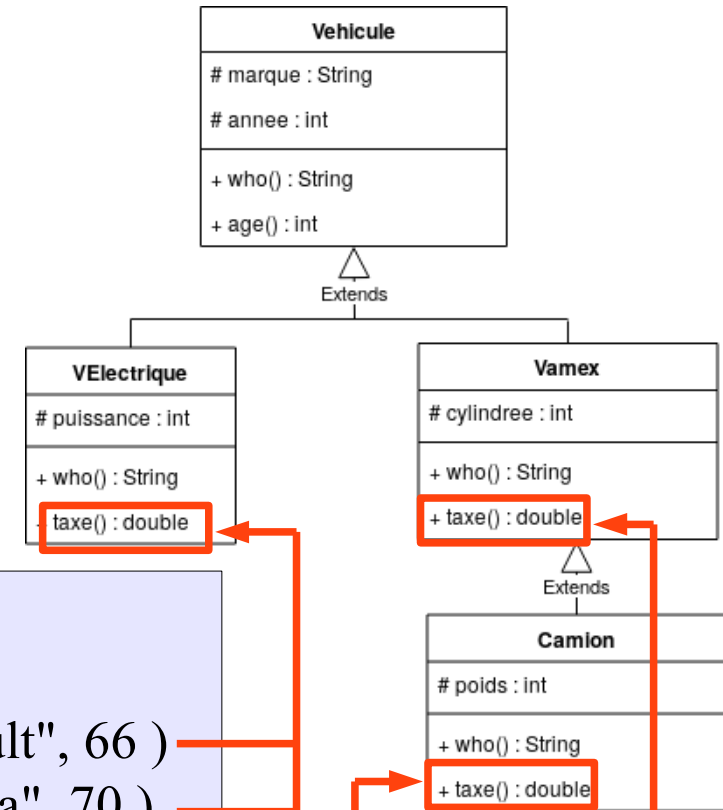 Vehicule
# marque : String
# annee : int
+ who() : String
+ age() : int
Extends
VElectrique
# puissance : int
+ who() : String
+ taxe() : double
Vamex
# cylindree : int
+ who() : String
+ taxe() : double
Extends
Camion
# poids : int
+ who() : String
+ taxe() : double
ult", 66 )
a", 70 )